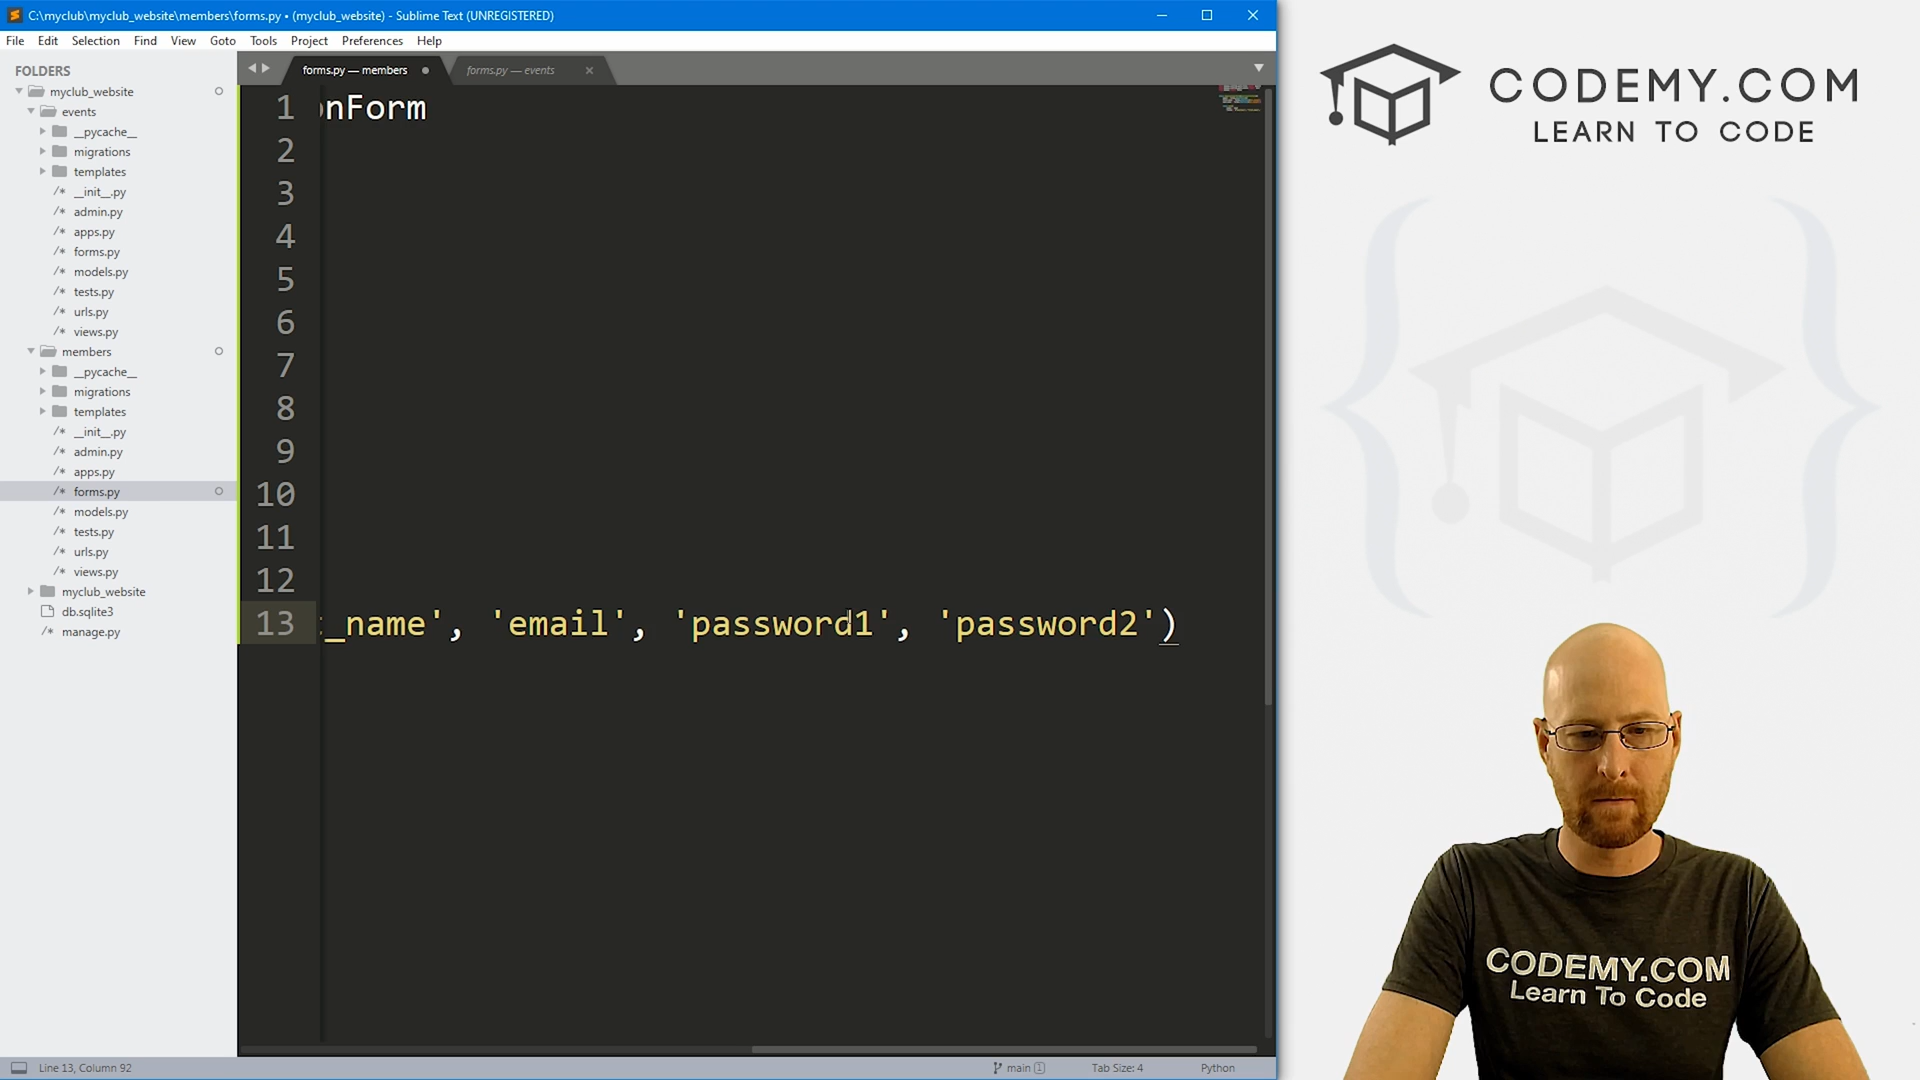 C:\myclub\myclub_website\members\forms.py • (myclub_website) - Sublime Text (UNREGISTERED)
File Edit Selection Find View Goto Tools Project Preferences Help
FOLDERS
myclub_website
events
__pycache__
migrations
templates
__init__.py
admin.py
apps.py
forms.py
models.py
tests.py
urls.py
views.py
members
__pycache__
migrations
templates
__init__.py
admin.py
apps.py
forms.py
models.py
tests.py
urls.py
views.py
myclub_website
db.sqlite3
manage.py
forms.py — members
forms.py — events
1 onForm
2
3
4
5
6
7
8
9
10
11
12
13 _name', 'email', 'password1', 'password2')
Line 13, Column 92
main 1
Tab Size: 4
Python
CODEMY.COM
LEARN TO CODE
CODEMY.COM
Learn To Code